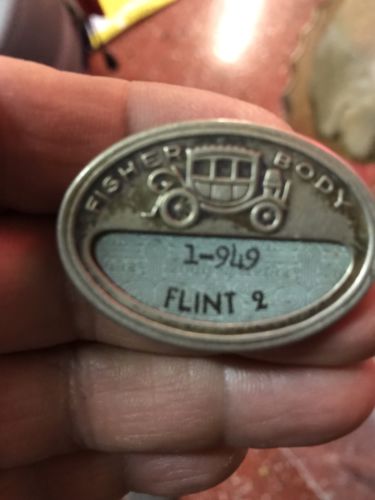 FISHER BODY
1-949
FLINT 2